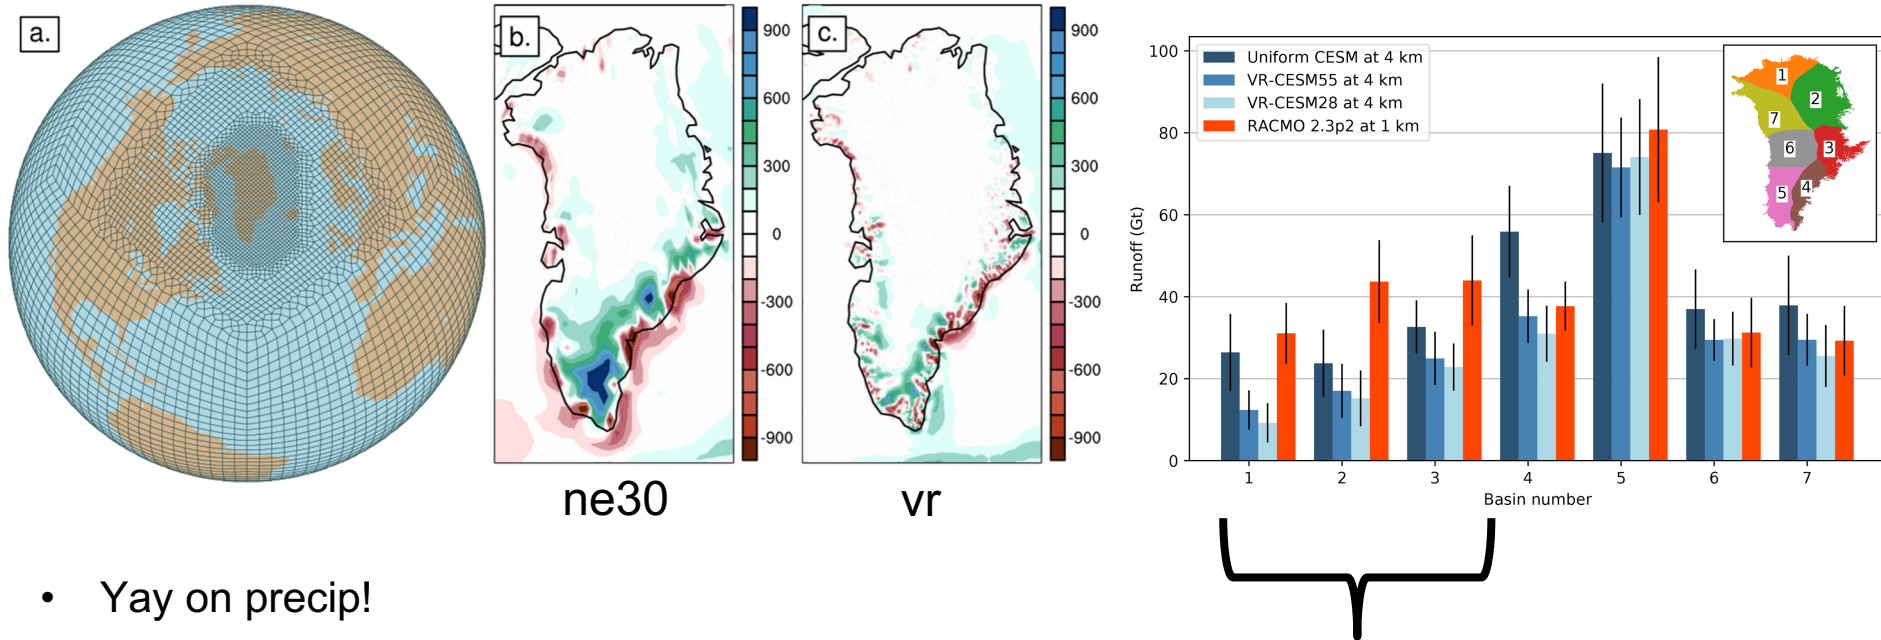 a.
b.
900
600
300
0
-300
-600
-900
ne30
c.
900
600
300
0
-300
-600
-900
vr
Runoff (Gt)
100
80
60
40
20
0
Uniform CESM at 4 km
VR-CESM55 at 4 km
VR-CESM28 at 4 km
RACMO 2.3p2 at 1 km
1
2
7
6
3
4
5
1 2 3 4 5 6 7
Basin number
• Yay on precip!